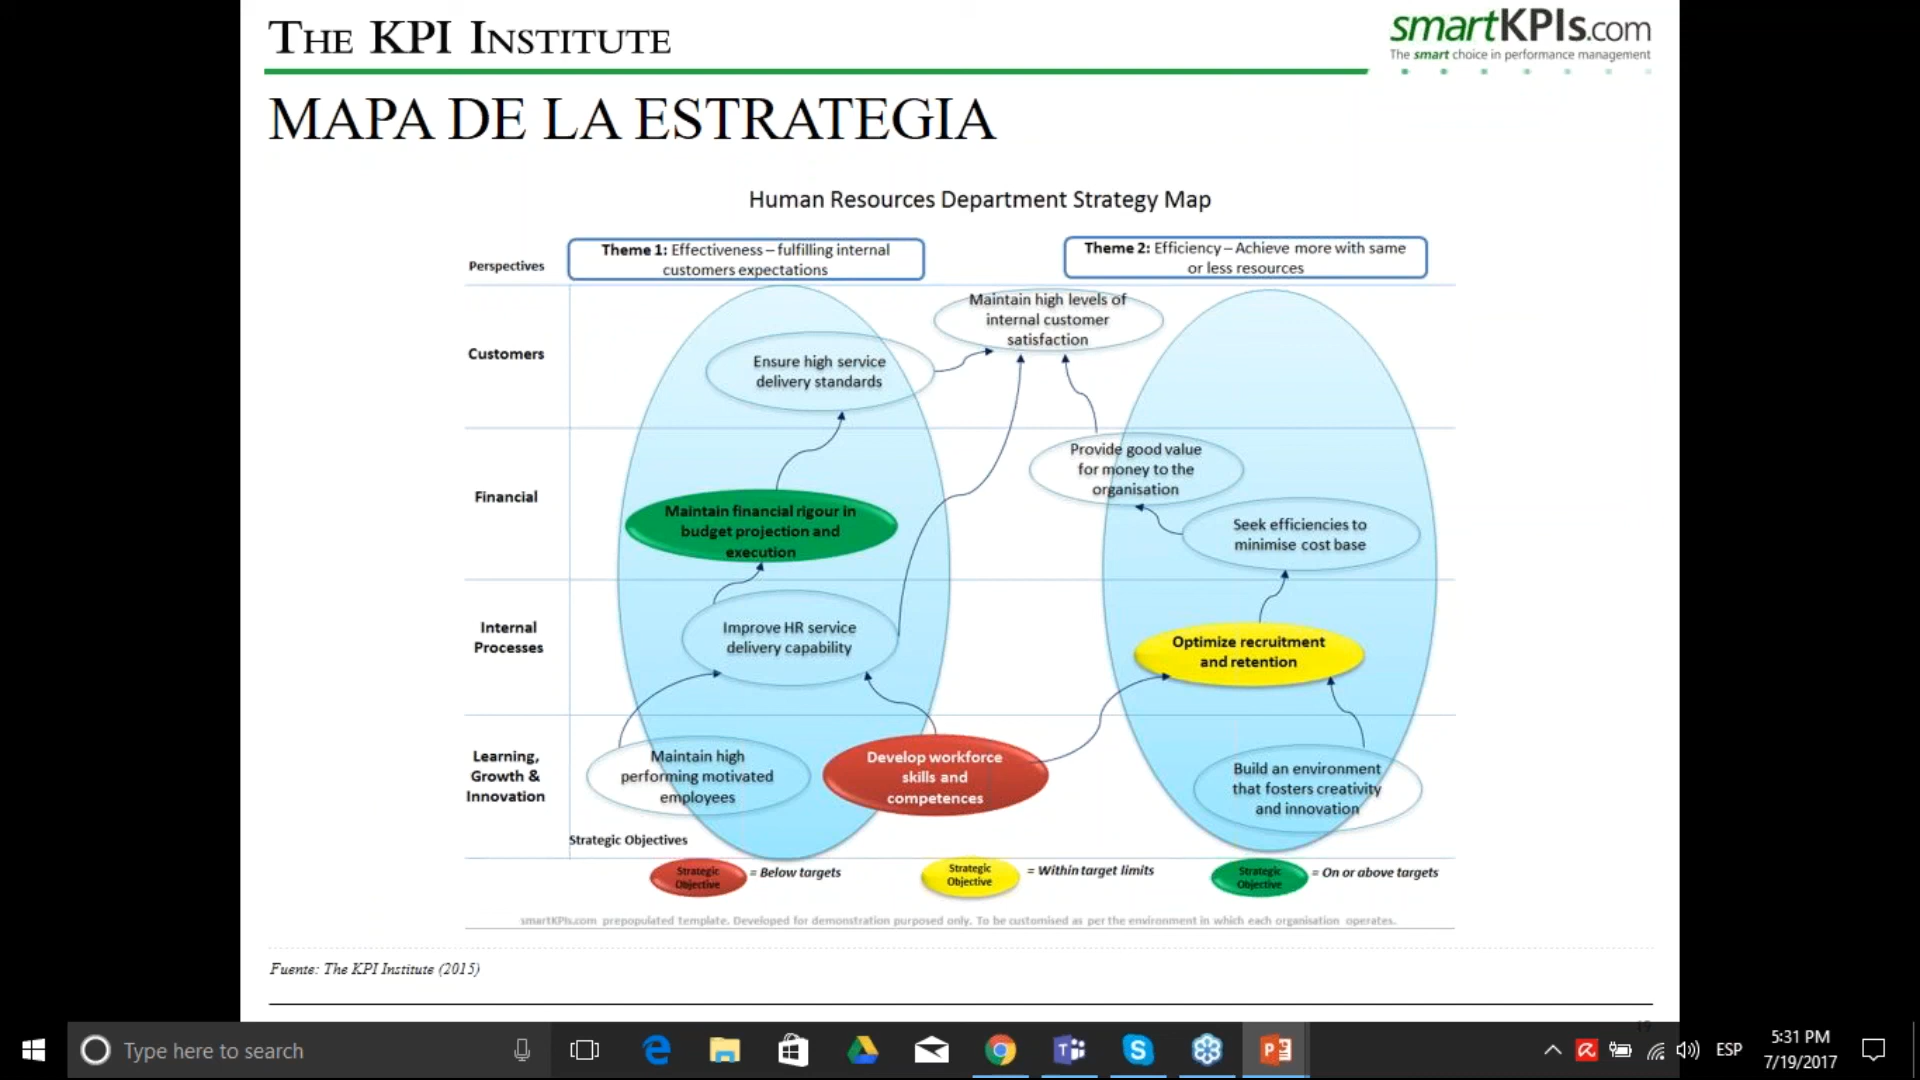 THE KPI INSTITUTE
smartKPIs.com
The smart choice in performance management
MAPA DE LA ESTRATEGIA
Human Resources Department Strategy Map
Perspectives
Theme 1: Effectiveness – fulfilling internal
customers expectations
Theme 2: Efficiency – Achieve more with same
or less resources
Customers
Maintain high levels of
internal customer
satisfaction
Ensure high service
delivery standards
Financial
Provide good value
for money to the
organisation
Maintain financial rigour in
budget projection and
execution
Seek efficiencies to
minimise cost base
Internal
Processes
Improve HR service
delivery capability
Optimize recruitment
and retention
Learning,
Growth &
Innovation
Maintain high
performing motivated
employees
Develop workforce
skills and
competences
Build an environment
that fosters creativity
and innovation
Strategic Objectives
Strategic
Objective
= Below targets
Strategic
Objective
= Within target limits
Strategic
Objective
= On or above targets
smartKPIs.com prepopulated template. Developed for demonstration purposed only. To be customised as per the environment in which each organisation operates.
Fuente: The KPI Institute (2015)
19
Type here to search
ESP
5:31 PM
7/19/2017